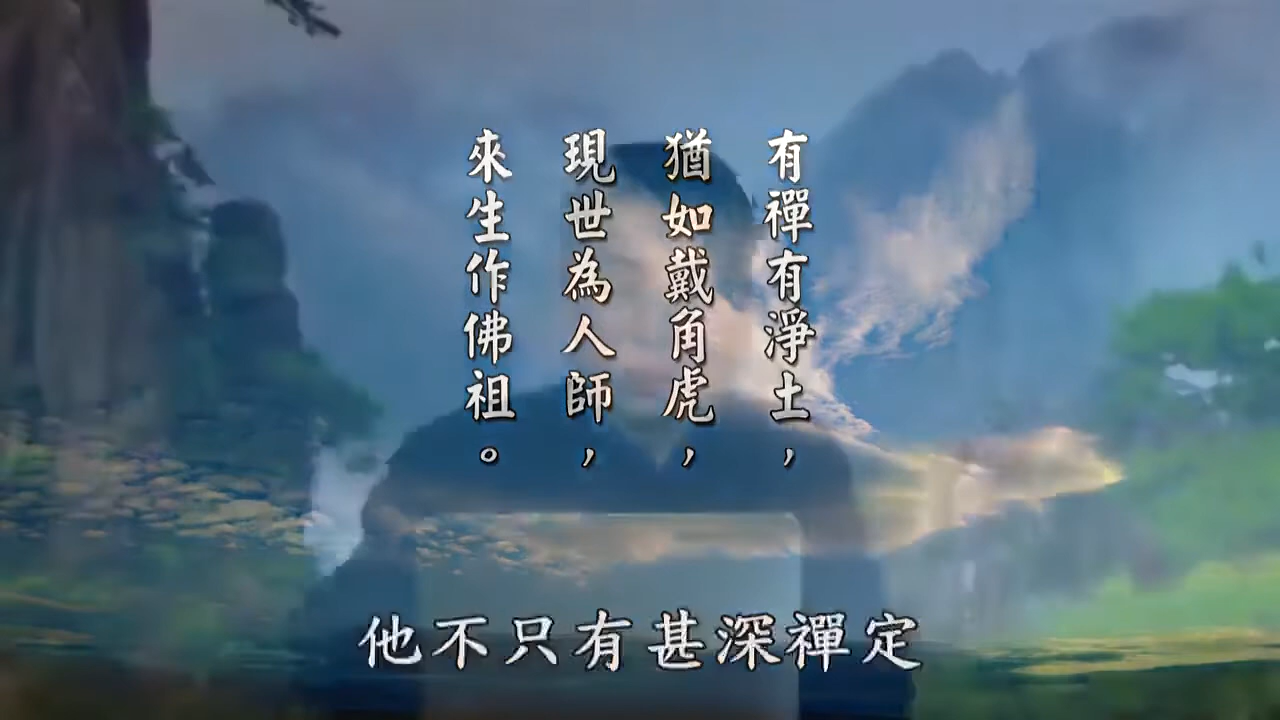 有禪有淨土，
猶如戴角虎，
現世為人師，
來生作佛祖。
他不只有甚深禪定